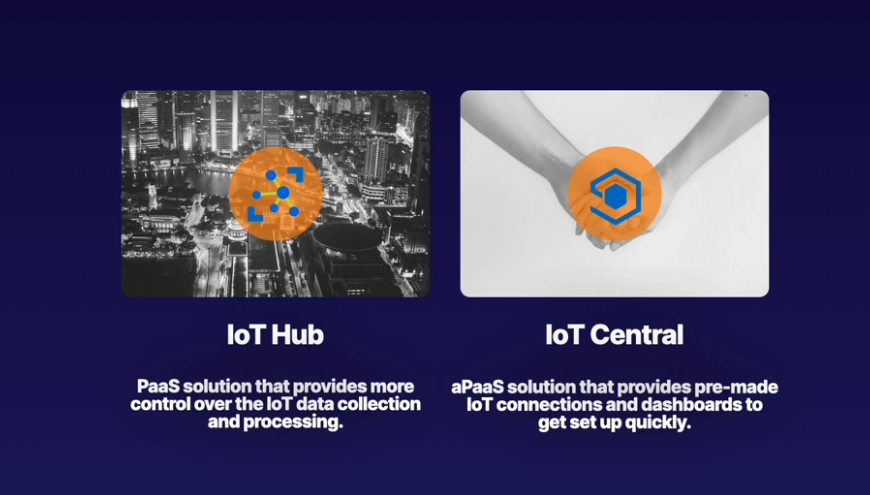 IoT Hub
PaaS solution that provides more
control over the IoT data collection
and processing.
IoT Central
aPaaS solution that provides pre-made
IoT connections and dashboards to
get set up quickly.